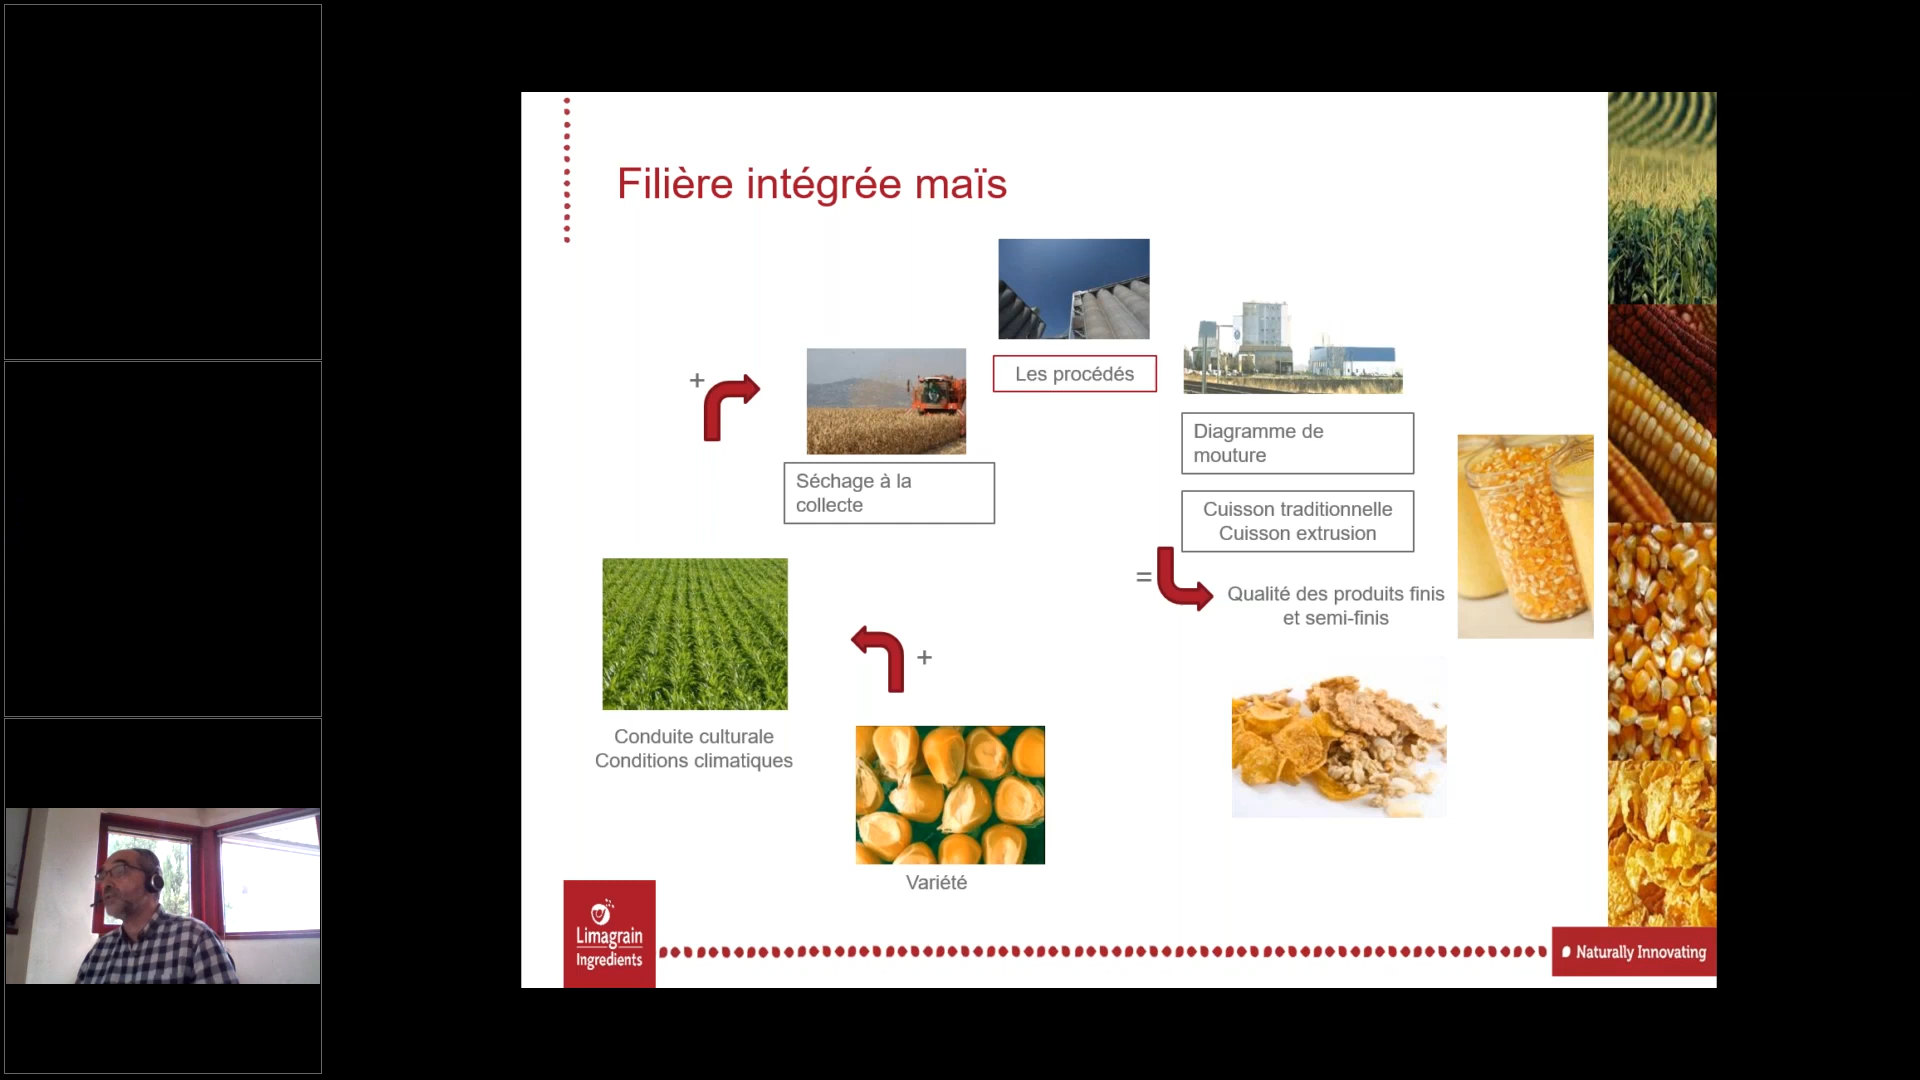 Filière intégrée maïs
Les procédés
+
Séchage à la
collecte
Diagramme de
mouture
Cuisson traditionnelle
Cuisson extrusion
=
Qualité des produits finis
et semi-finis
+
Conduite culturale
Conditions climatiques
Variété
Limagrain
Ingredients
Naturally Innovating